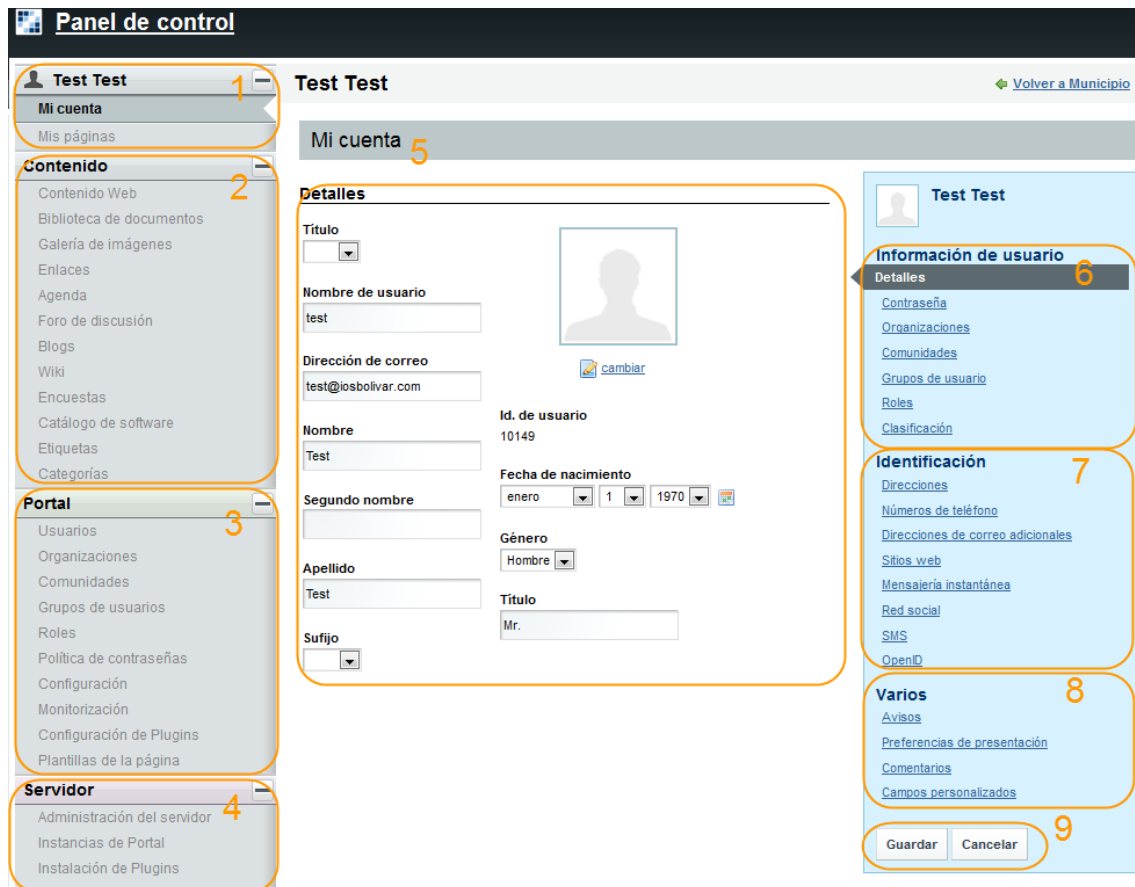 Panel de control
Test Test
1
Mi cuenta
Mis páginas
Contenido
2
Contenido Web
Biblioteca de documentos
Galería de imágenes
Enlaces
Agenda
Foro de discusión
Blogs
Wiki
Encuestas
Catálogo de software
Etiquetas
Categorías
Portal
3
Usuarios
Organizaciones
Comunidades
Grupos de usuarios
Roles
Política de contraseñas
Configuración
Monitorización
Configuración de Plugins
Plantillas de la página
Servidor
4
Administración del servidor
Instancias de Portal
Instalación de Plugins
Test Test
Volver a Municipio
Mi cuenta
5
Detalles
Título
Nombre de usuario
test
Dirección de correo
test@iosbolivar.com
Nombre
Test
Segundo nombre
Apellido
Test
Sufijo
cambiar
Id. de usuario
10149
Fecha de nacimiento
enero 1 1970
Género
Hombre
Título
Mr.
Test Test
Información de usuario
6
Detalles
Contraseña
Organizaciones
Comunidades
Grupos de usuario
Roles
Clasificación
Identificación
7
Direcciones
Números de teléfono
Direcciones de correo adicionales
Sitios web
Mensajería instantánea
Red social
SMS
OpenID
Varios
8
Avisos
Preferencias de presentación
Comentarios
Campos personalizados
9
Guardar Cancelar